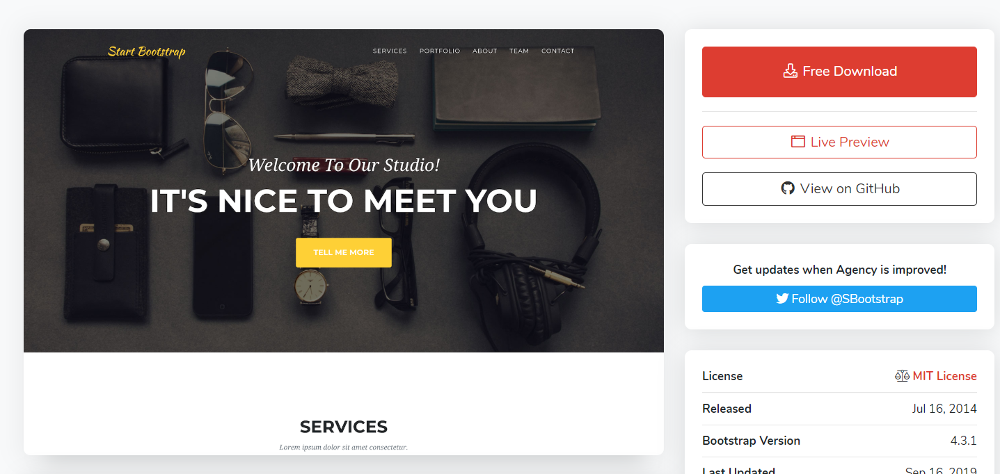 Start Bootstrap
SERVICES PORTFOLIO ABOUT TEAM CONTACT
Welcome To Our Studio!
IT'S NICE TO MEET YOU
TELL ME MORE
SERVICES
Lorem ipsum dolor sit amet consectetur.
Free Download
Live Preview
View on GitHub
Get updates when Agency is improved!
Follow @SBootstrap
License MIT License
Released Jul 16, 2014
Bootstrap Version 4.3.1
Last Updated Sep 16, 2019